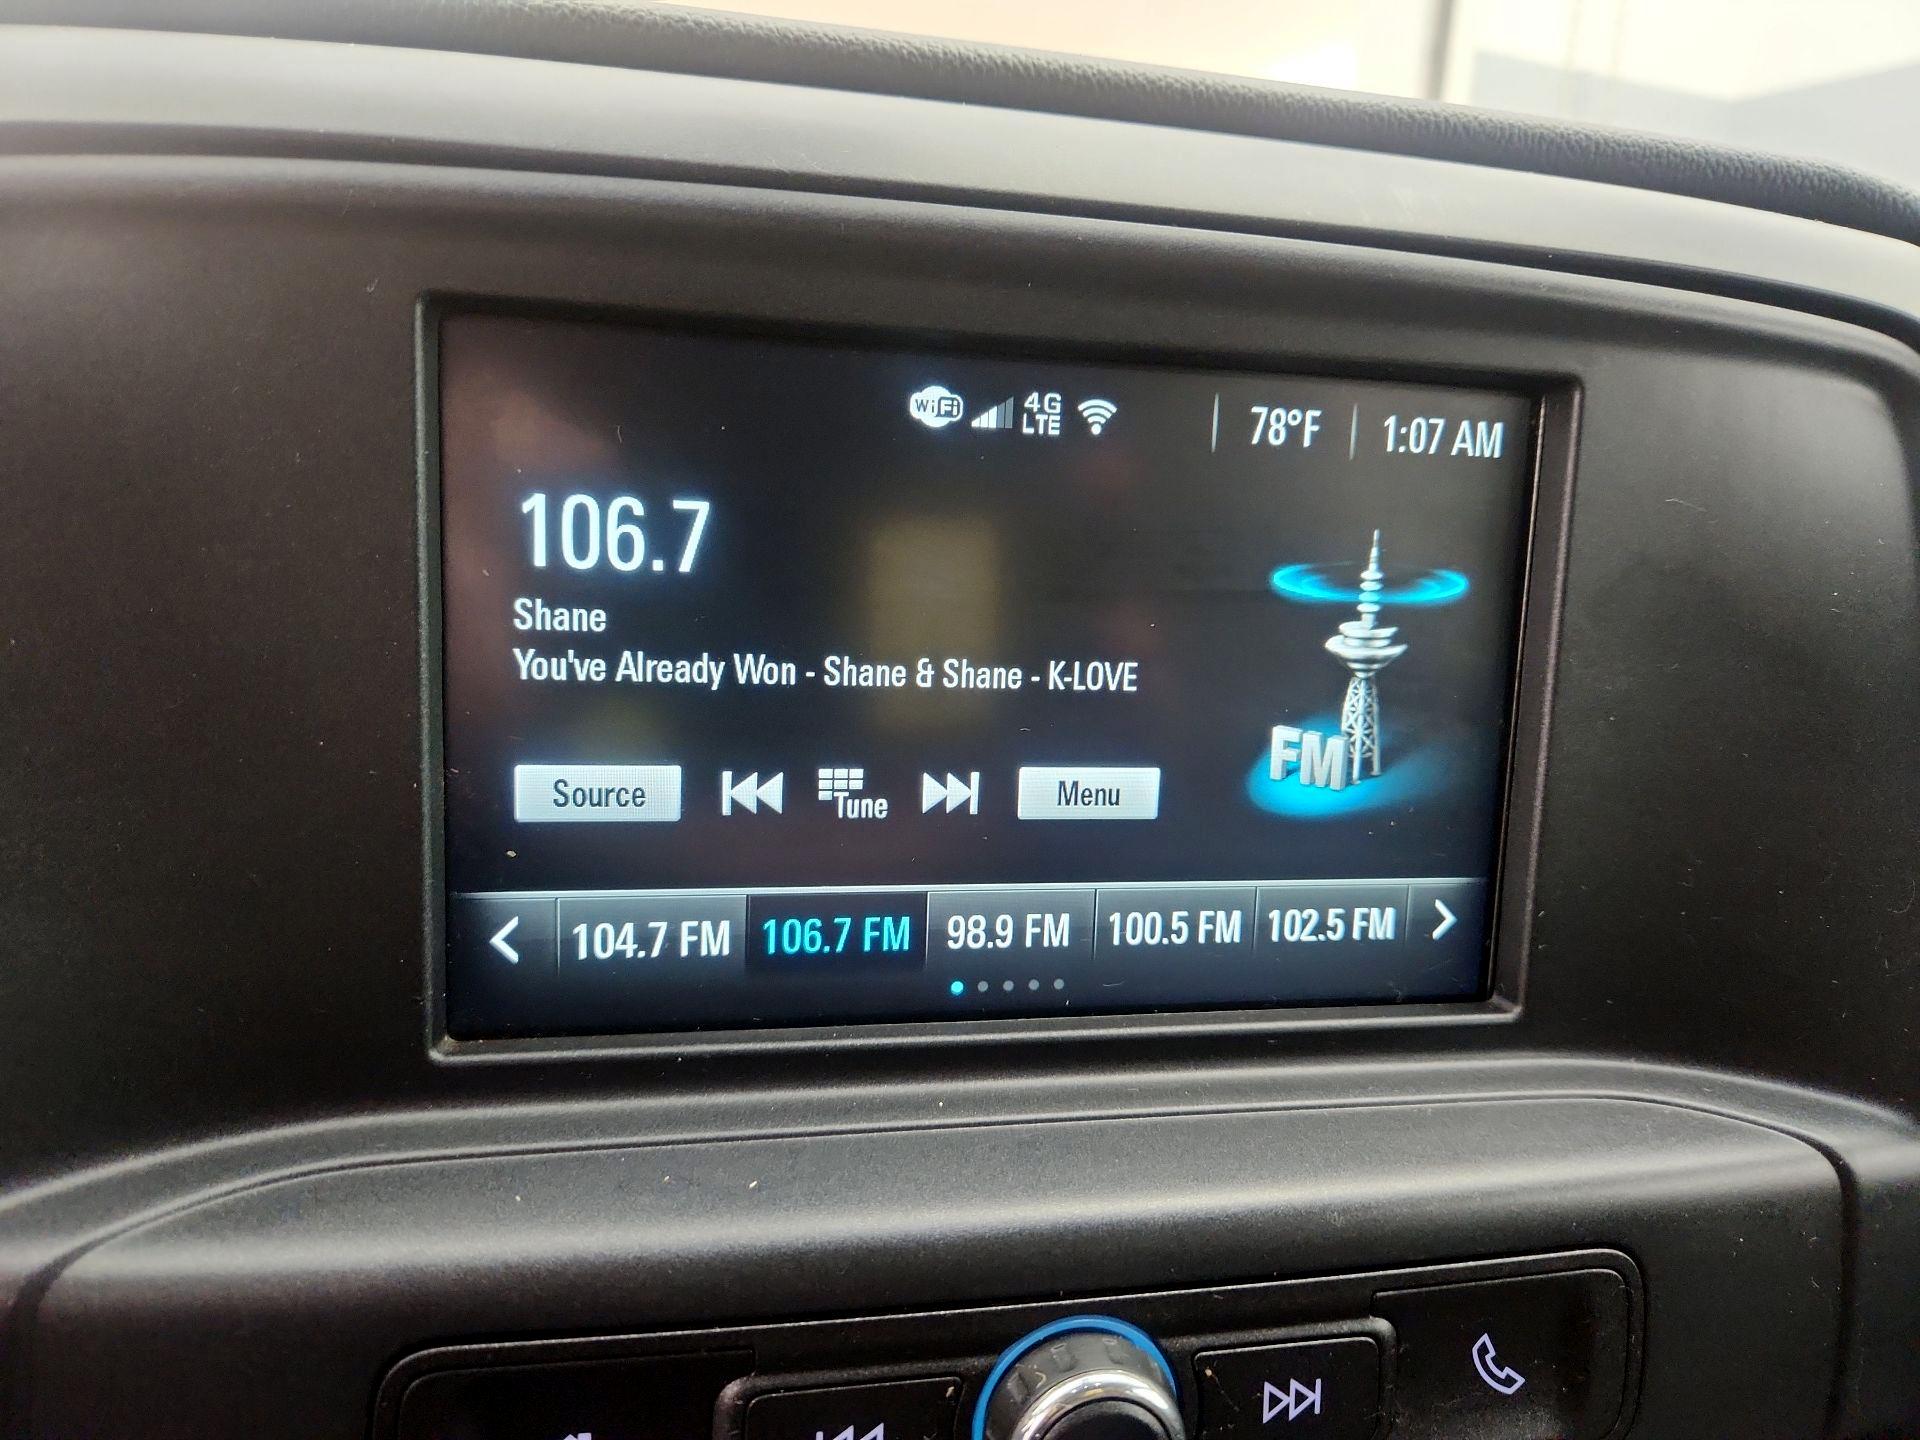 WiFi 4G LTE 78°F 1:07 AM
106.7
Shane
You've Already Won - Shane & Shane - K-LOVE
FM
Source Tune Menu
104.7 FM 106.7 FM 98.9 FM 100.5 FM 102.5 FM